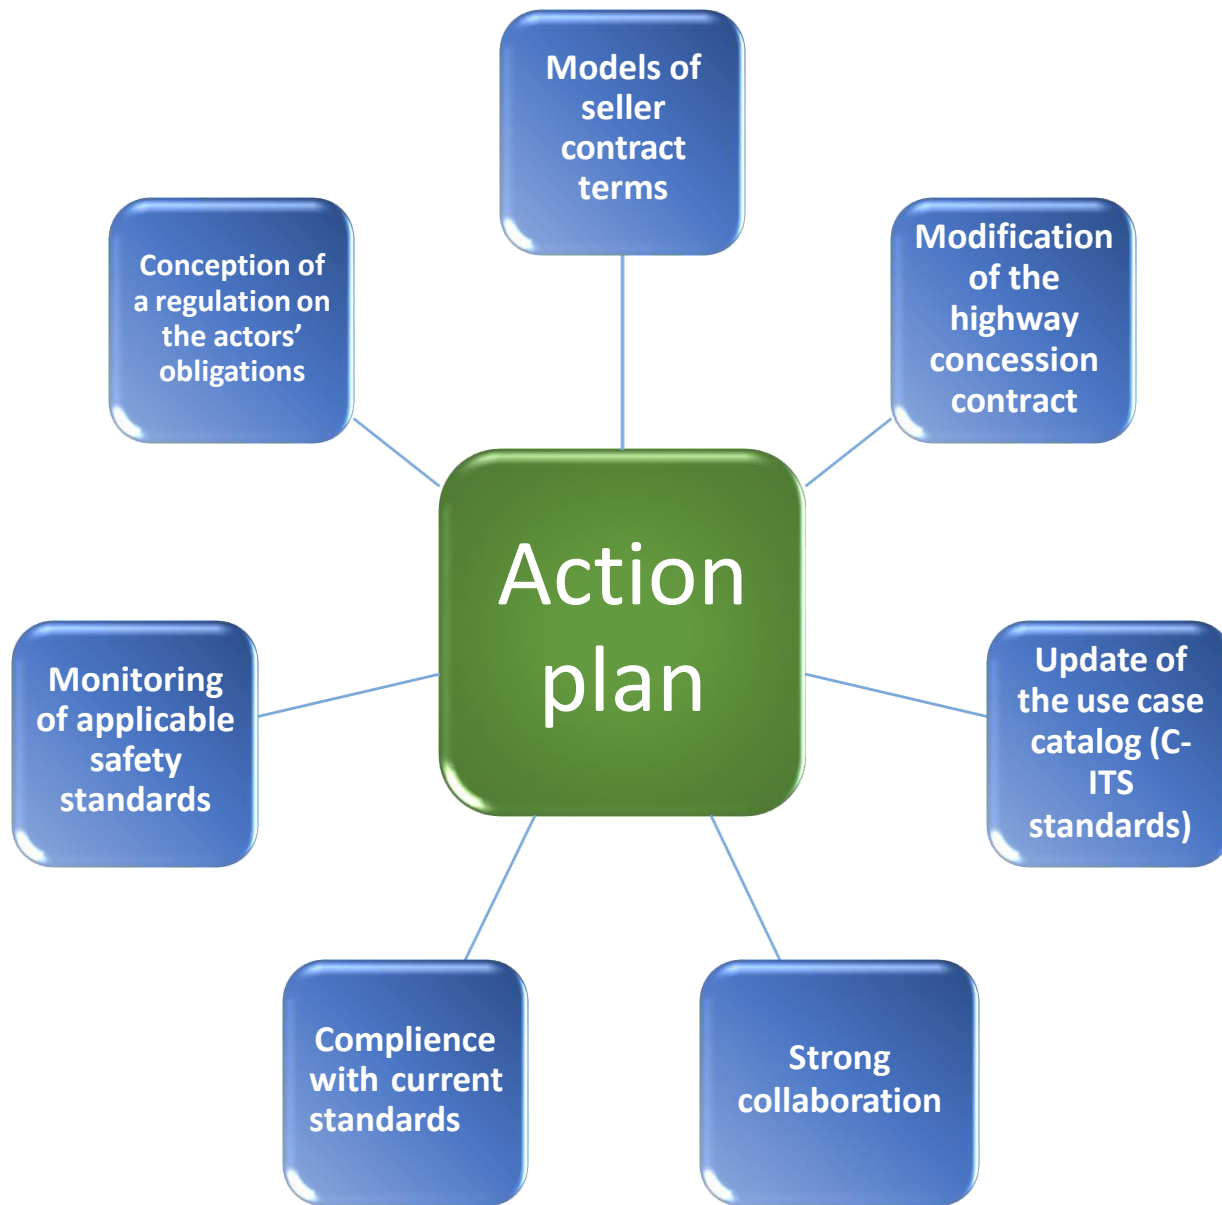 Models of
seller
contract
terms
Modification
of the
highway
concession
contract
Update of
the use case
catalog (C-
ITS
standards)
Strong
collaboration
Complience
with current
standards
Monitoring
of applicable
safety
standards
Conception of
a regulation on
the actors’
obligations
Action
plan